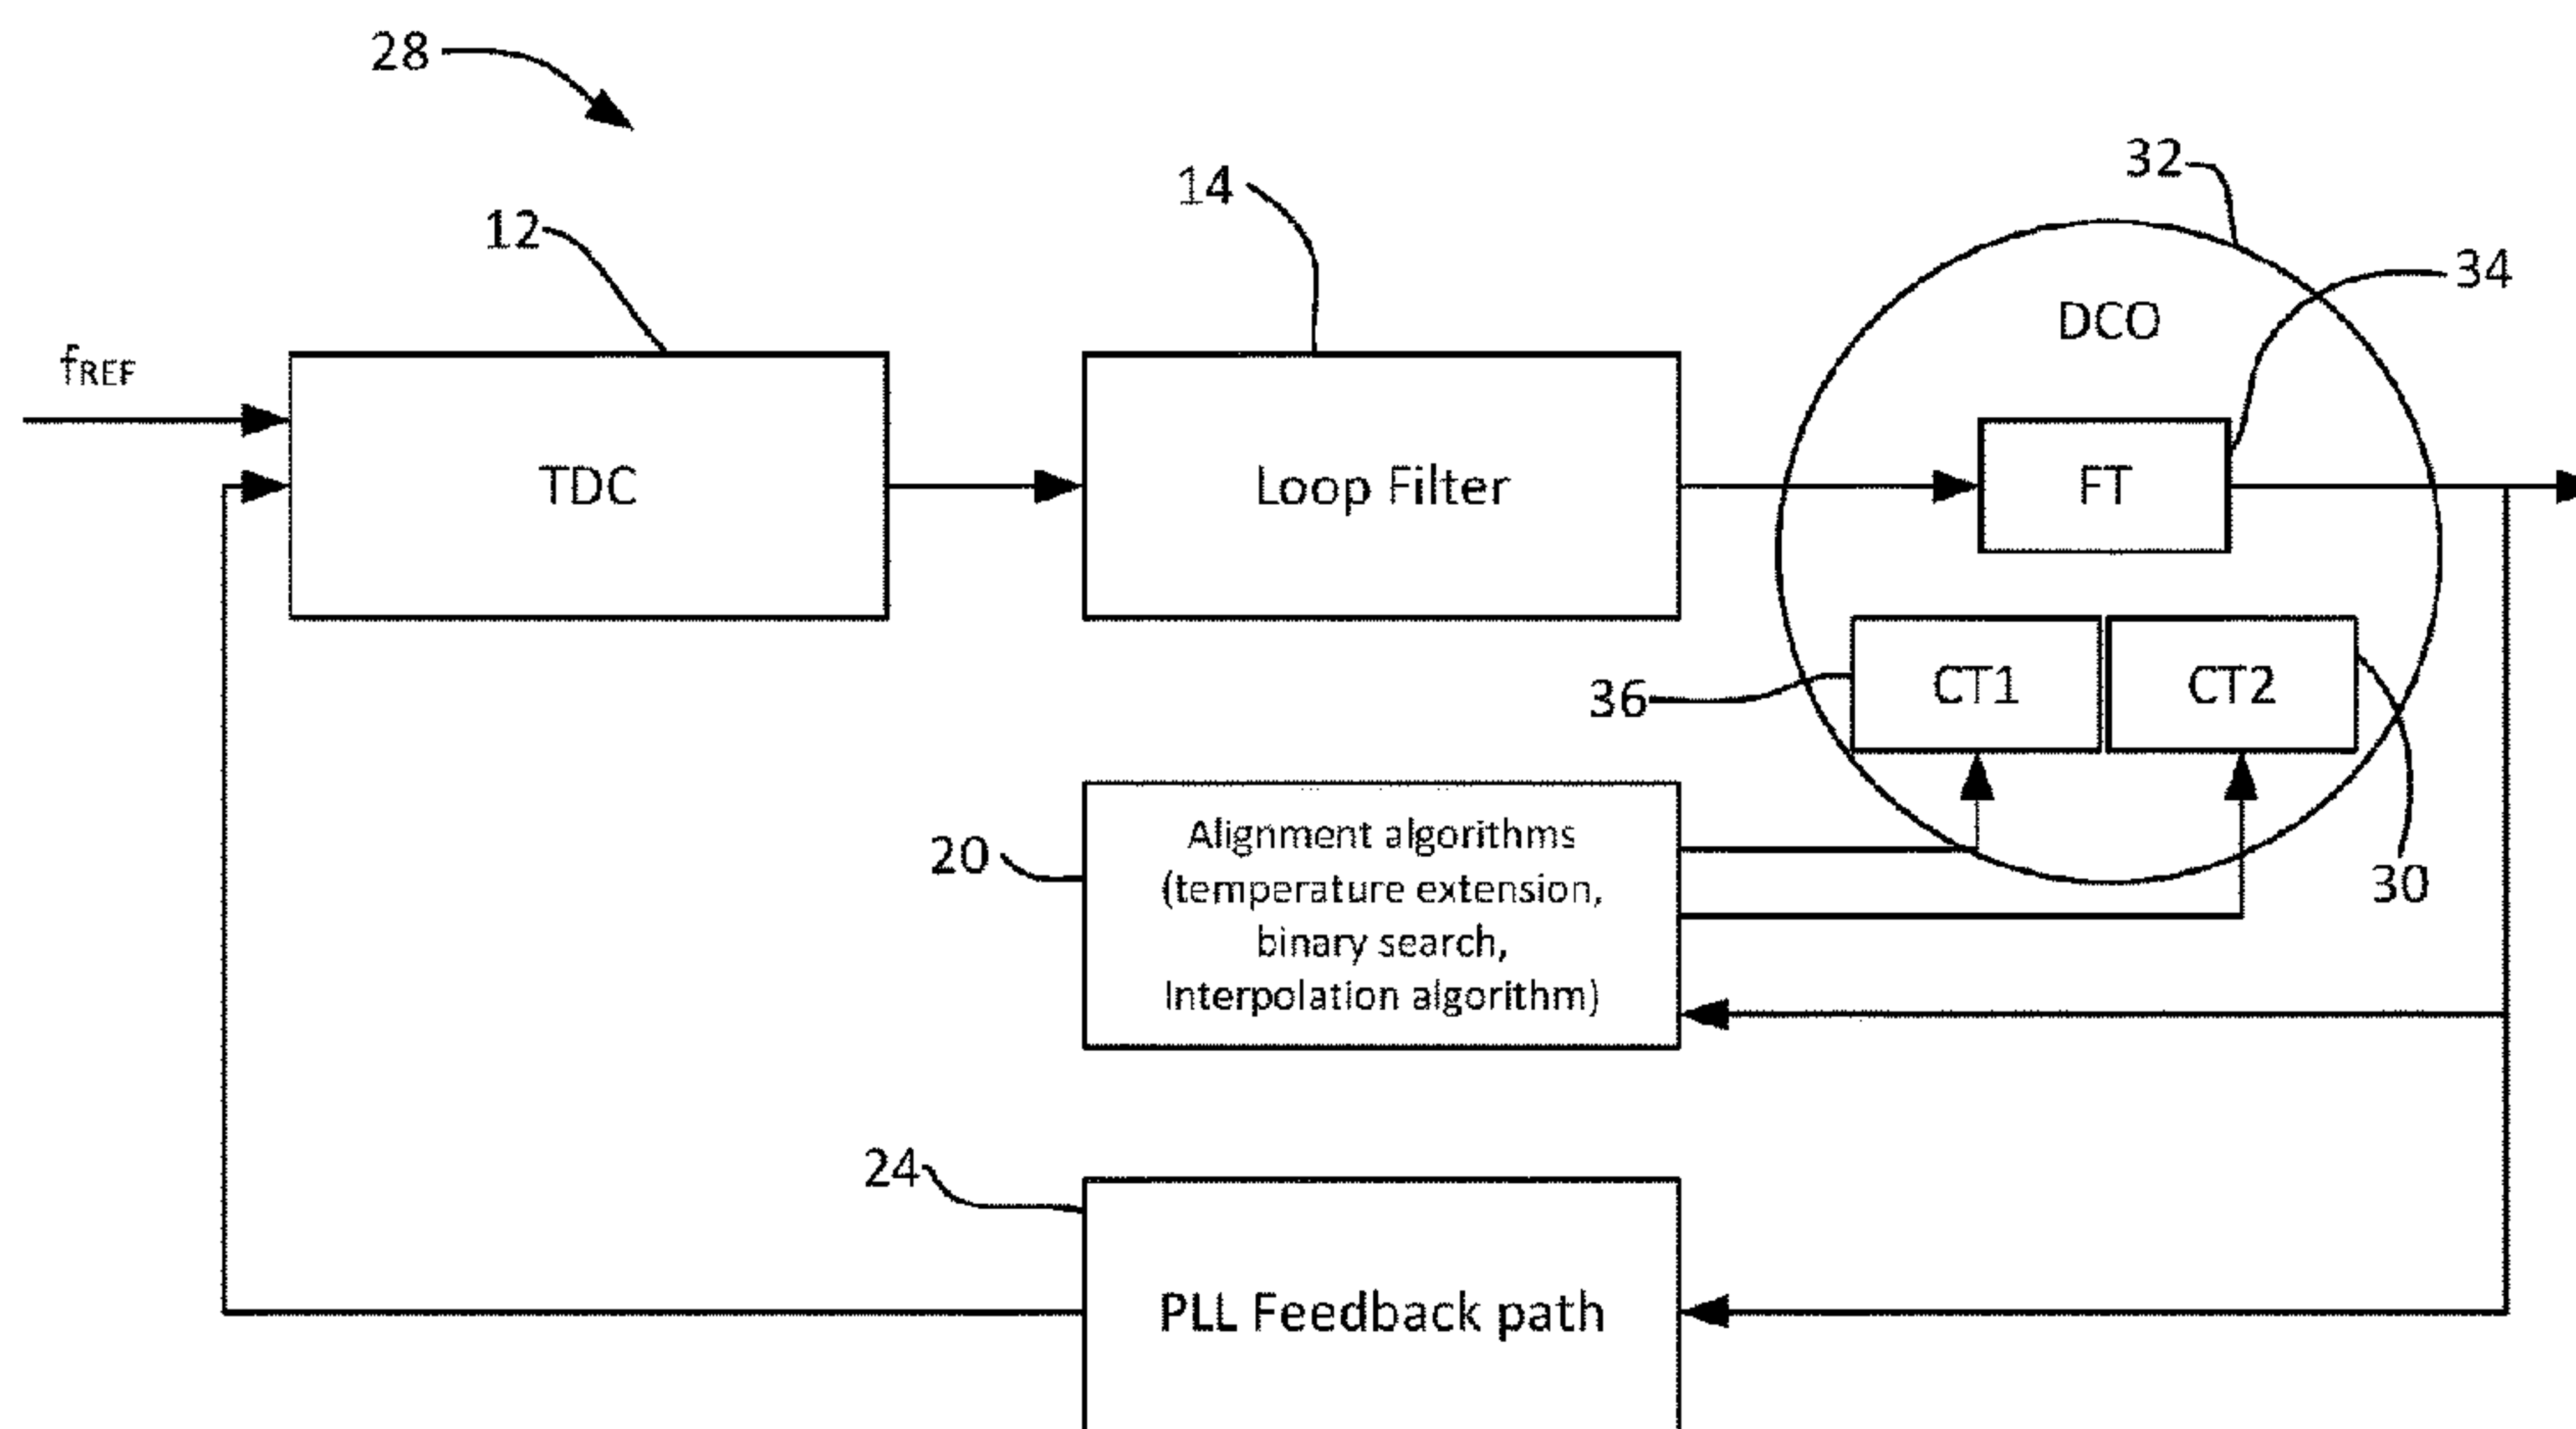 28
32
14
34
12
DCO
fREF
TDC
Loop Filter
FT
36
CT1
CT2
20
Alignment algorithms
(temperature extension,
binary search,
Interpolation algorithm)
30
24
PLL Feedback path